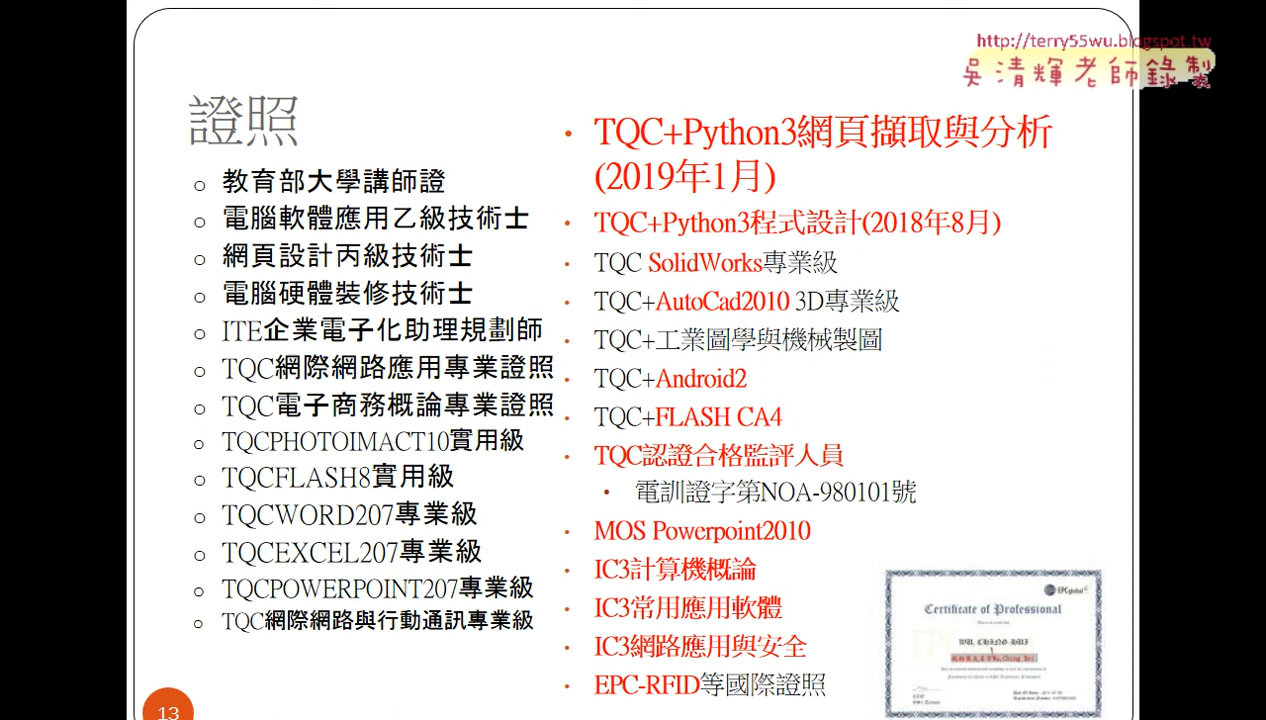 http://terry55wu.blogspot.tw
吳清輝老師錄製
證照
教育部大學講師證
電腦軟體應用乙級技術士
網頁設計丙級技術士
電腦硬體裝修技術士
ITE企業電子化助理規劃師
TQC網際網路應用專業證照
TQC電子商務概論專業證照
TQCPHOTOIMACT10實用級
TQCFLASH8實用級
TQCWORD207專業級
TQCEXCEL207專業級
TQCPOWERPOINT207專業級
TQC網際網路與行動通訊專業級
TQC+Python3網頁擷取與分析
(2019年1月)
TQC+Python3程式設計(2018年8月)
TQC SolidWorks專業級
TQC+AutoCad2010 3D專業級
TQC+工業圖學與機械製圖
TQC+Android2
TQC+FLASH CA4
TQC認證合格監評人員
電訓證字第NOA-980101號
MOS Powerpoint2010
IC3計算機概論
IC3常用應用軟體
IC3網路應用與安全
EPC-RFID等國際證照
EPCglobal
Certificate of Professional
WU, CHANG-HUI
13